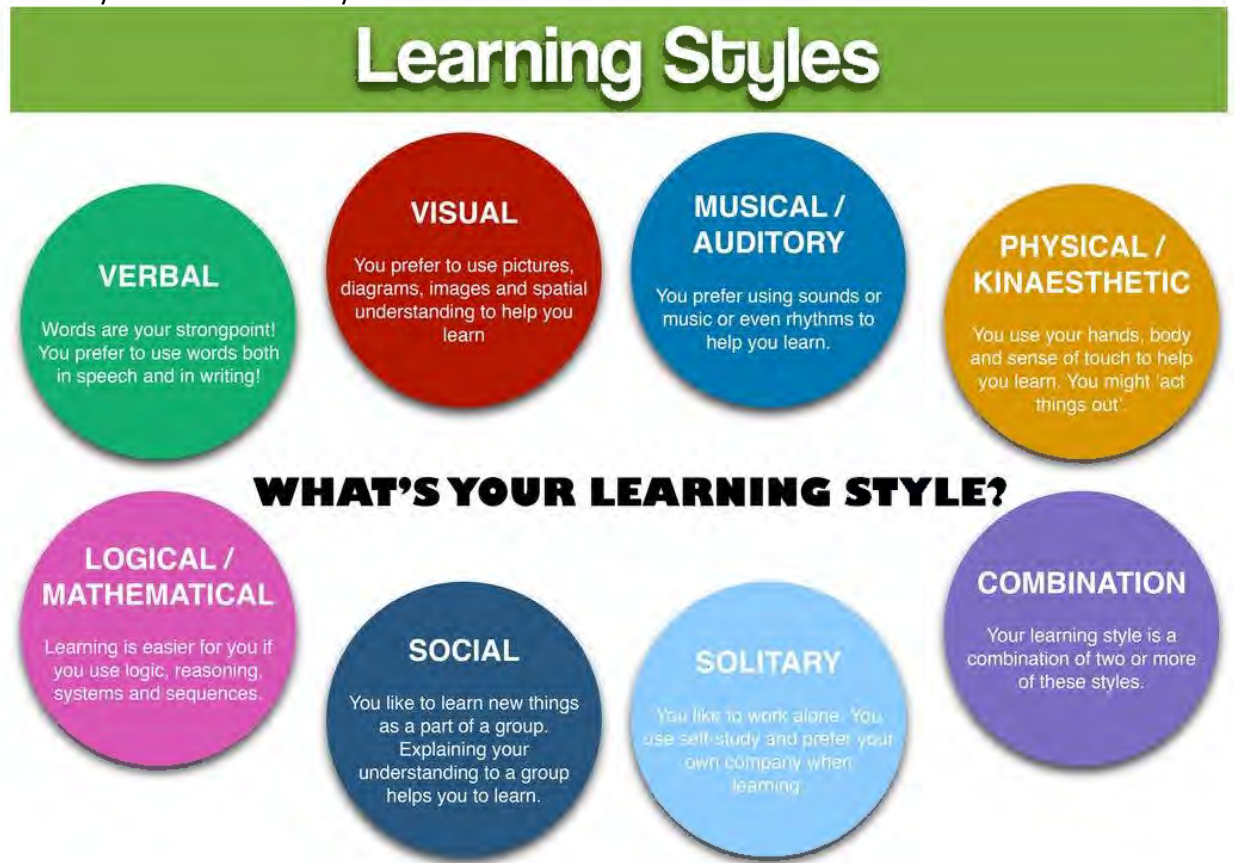 Learning Styles
VERBAL
Words are your strongpoint!
You prefer to use words both
in speech and in writing!
VISUAL
You prefer to use pictures,
diagrams, images and spatial
understanding to help you
learn
MUSICAL /
AUDITORY
You prefer using sounds or
music or even rhythms to
help you learn.
PHYSICAL /
KINAESTHETIC
You use your hands, body
and sense of touch to help
you learn. You might 'act
things out'.
WHAT'S YOUR LEARNING STYLE?
LOGICAL /
MATHEMATICAL
Learning is easier for you if
you use logic, reasoning,
systems and sequences.
SOCIAL
You like to learn new things
as a part of a group.
Explaining your
understanding to a group
helps you to learn.
SOLITARY
You like to work alone. You
use self-study and prefer your
own company when
learning.
COMBINATION
Your learning style is a
combination of two or more
of these styles.